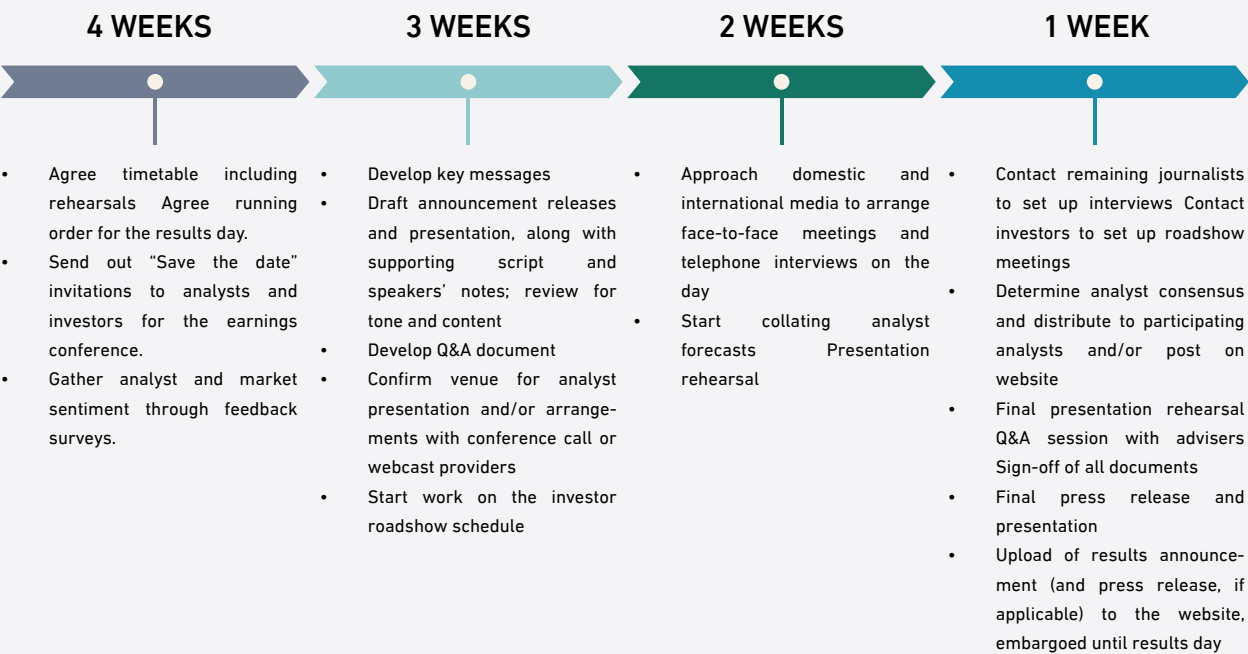 4 WEEKS
3 WEEKS
2 WEEKS
1 WEEK
• Agree timetable including
rehearsals Agree running
order for the results day.
• Send out “Save the date”
invitations to analysts and
investors for the earnings
conference.
• Gather analyst and market
sentiment through feedback
surveys.
• Develop key messages
• Draft announcement releases
and presentation, along with
supporting script and
speakers’ notes; review for
tone and content
• Develop Q&A document
• Confirm venue for analyst
presentation and/or arrange-
ments with conference call or
webcast providers
• Start work on the investor
roadshow schedule
• Approach domestic and
international media to arrange
face-to-face meetings and
telephone interviews on the
day
• Start collating analyst
forecasts Presentation
rehearsal
• Contact remaining journalists
to set up interviews Contact
investors to set up roadshow
meetings
• Determine analyst consensus
and distribute to participating
analysts and/or post on
website
• Final presentation rehearsal
Q&A session with advisers
Sign-off of all documents
• Final press release and
presentation
• Upload of results announce-
ment (and press release, if
applicable) to the website,
embargoed until results day